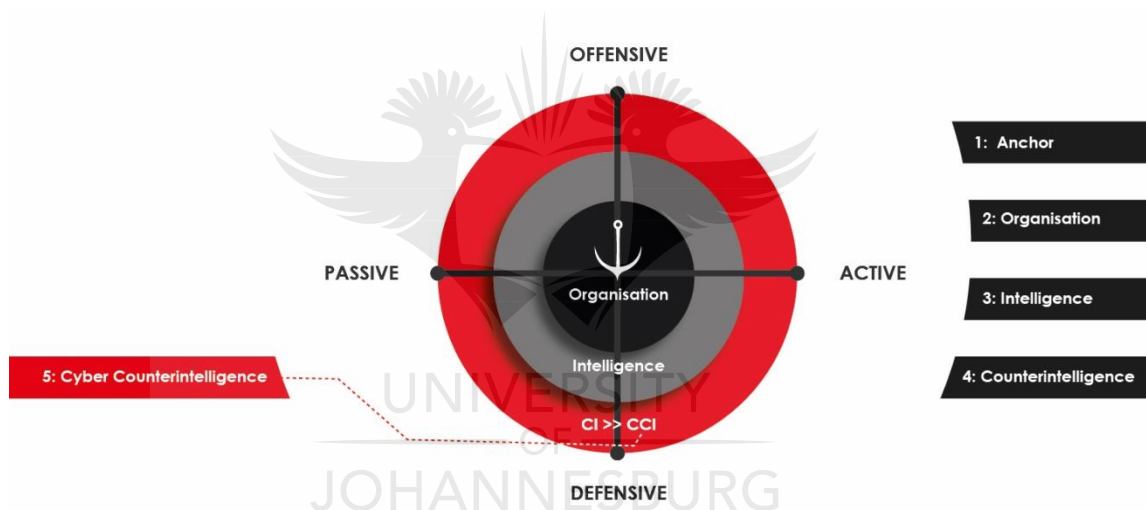 OFFENSIVE
1: Anchor
2: Organisation
PASSIVE
ACTIVE
Organisation
3: Intelligence
Intelligence
5: Cyber Counterintelligence
4: Counterintelligence
CI >> CCI
DEFENSIVE
UNIVERSITY
OF
JOHANNESBURG